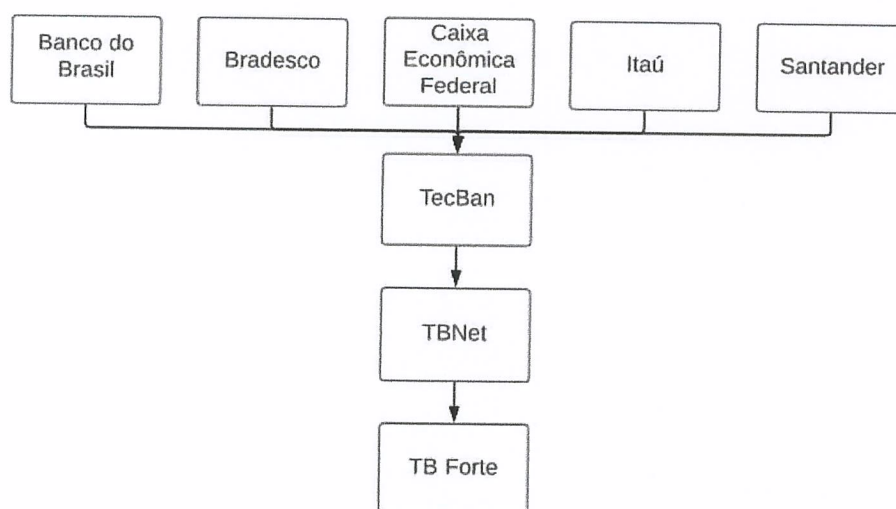 Banco do
Brasil
Bradesco
Caixa
Econômica
Federal
Itaú
Santander
TecBan
TBNet
TB Forte